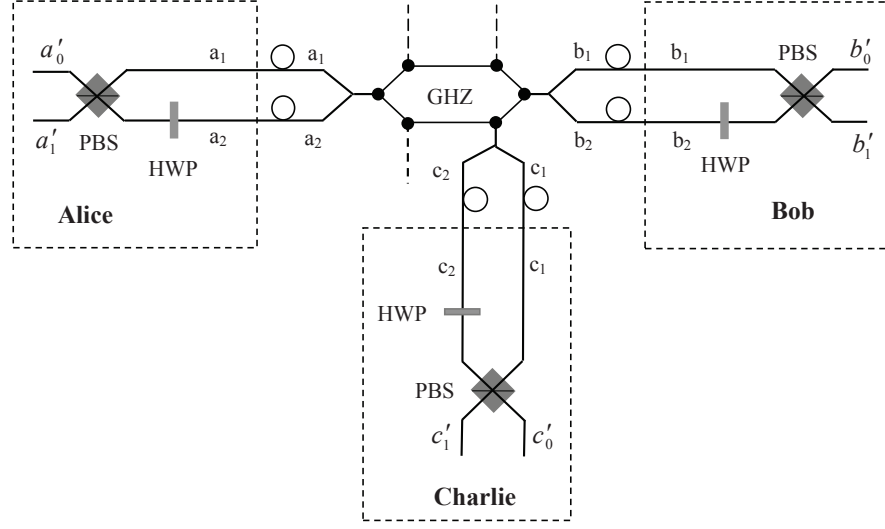 a′₀ a₁ a₁ b₁ b₁ PBS b′₀
GHZ
a′₁ PBS a₂ a₂ b₂ b₂ b′₁
HWP HWP
c₂ c₁
Alice Bob
c₂ c₁
HWP
PBS
c′₁ c′₀
Charlie